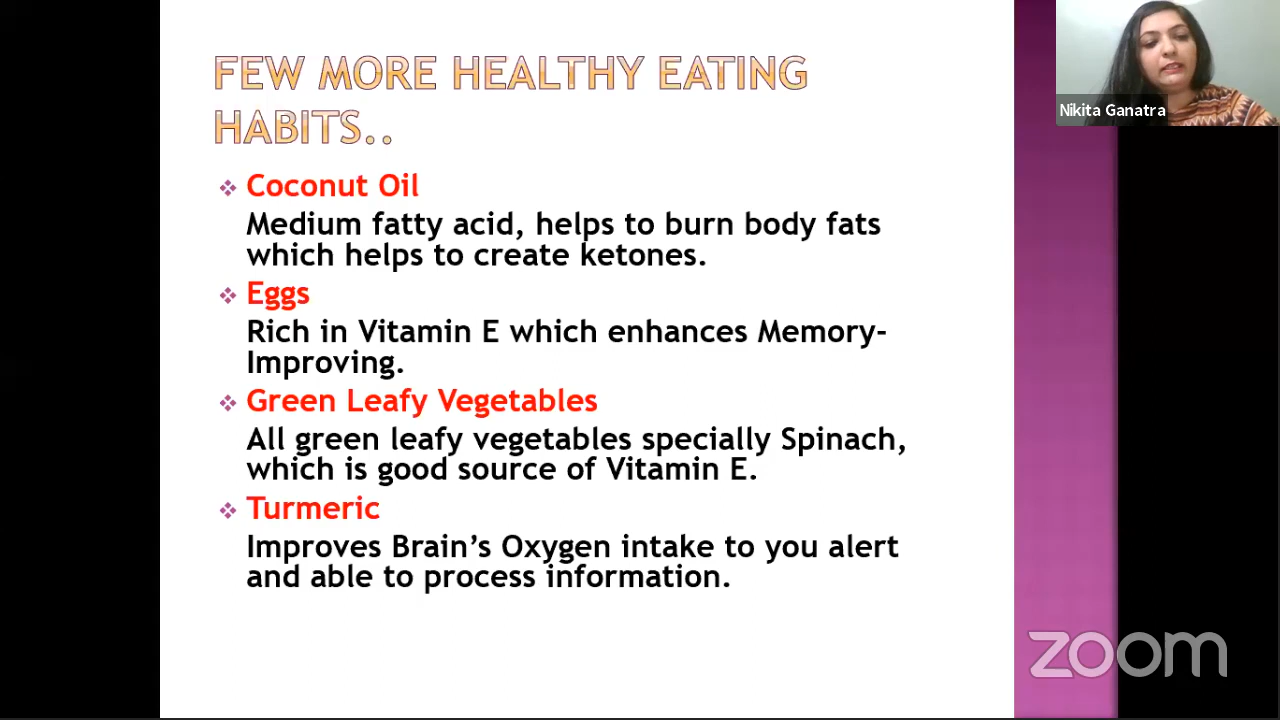 FEW MORE HEALTHY EATING
HABITS..
Nikita Ganatra
Coconut Oil
Medium fatty acid, helps to burn body fats
which helps to create ketones.
Eggs
Rich in Vitamin E which enhances Memory-
Improving.
Green Leafy Vegetables
All green leafy vegetables specially Spinach,
which is good source of Vitamin E.
Turmeric
Improves Brain's Oxygen intake to you alert
and able to process information.
zoom